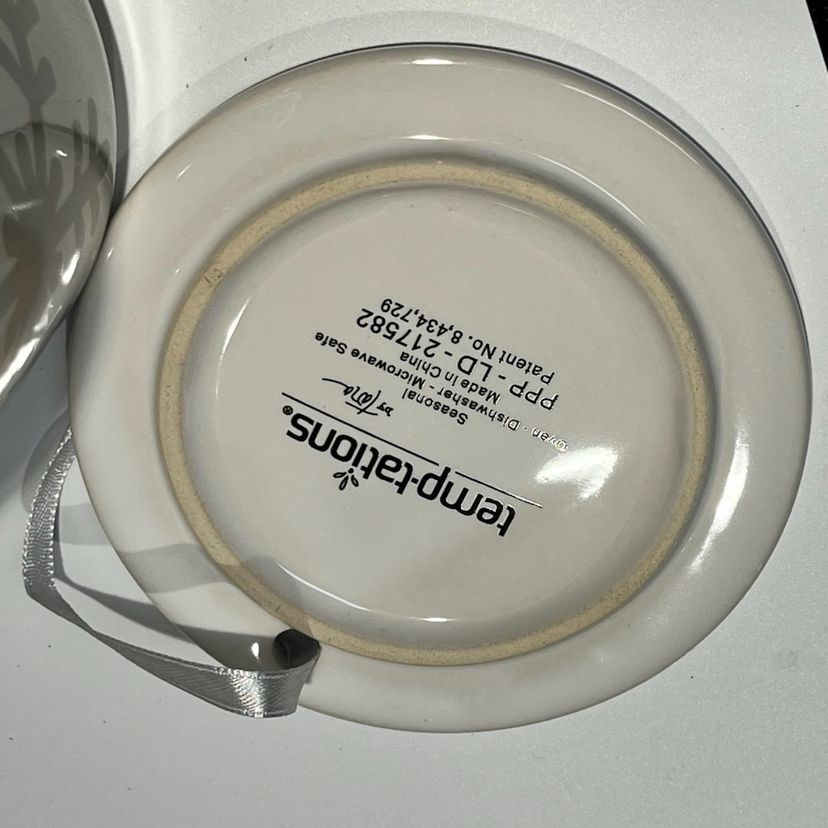 temp-tations®
by Tara
Seasonal
Oven - Dishwasher - Microwave Safe
Made in China
PPP - LD - 217582
Patent No. 8,434,729